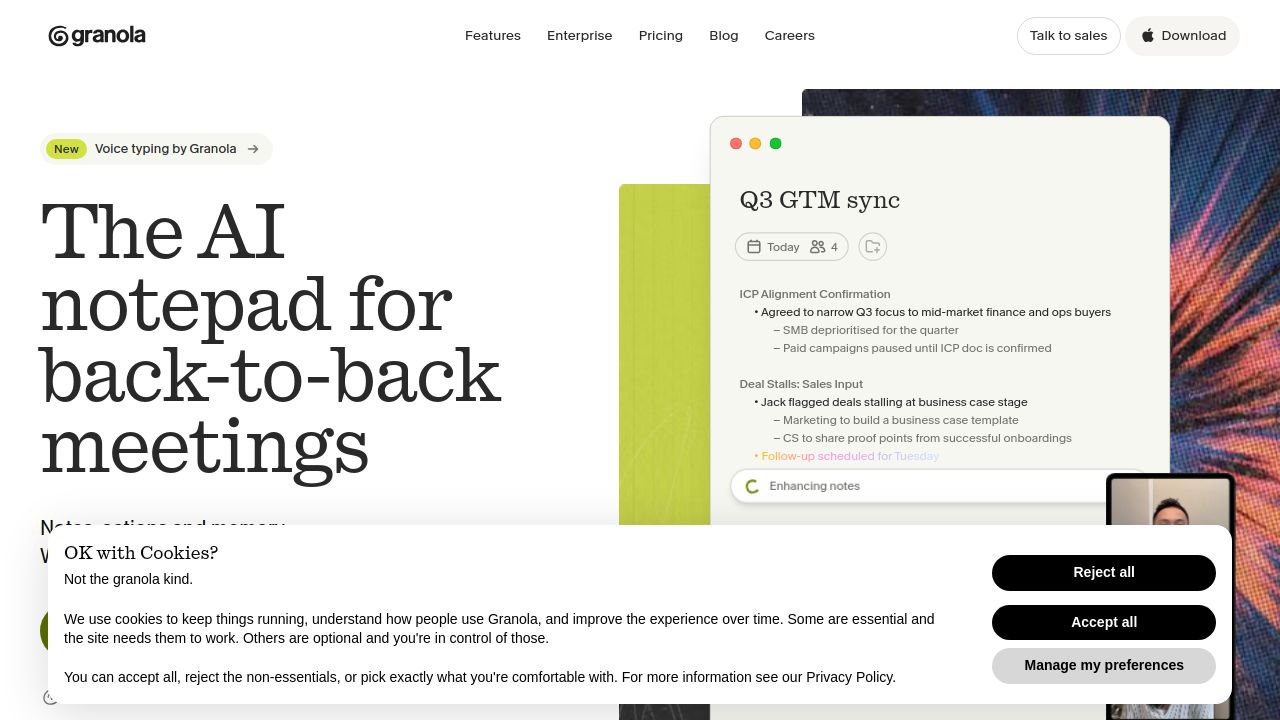 granola
Features
Enterprise
Pricing
Blog
Careers
Talk to sales
Download
New
Voice typing by Granola
The AI
notepad for
back-to-back
meetings
Q3 GTM sync
Today
4
ICP Alignment Confirmation
• Agreed to narrow Q3 focus to mid-market finance and ops buyers
– SMB deprioritised for the quarter
– Paid campaigns paused until ICP doc is confirmed
Deal Stalls: Sales Input
• Jack flagged deals stalling at business case stage
– Marketing to build a business case template
– CS to share proof points from successful onboardings
• Follow-up scheduled for Tuesday
Enhancing notes
Notes, actions and memory.
OK with Cookies?
Not the granola kind.
We use cookies to keep things running, understand how people use Granola, and improve the experience over time. Some are essential and
the site needs them to work. Others are optional and you're in control of those.
You can accept all, reject the non-essentials, or pick exactly what you're comfortable with. For more information see our Privacy Policy.
Reject all
Accept all
Manage my preferences